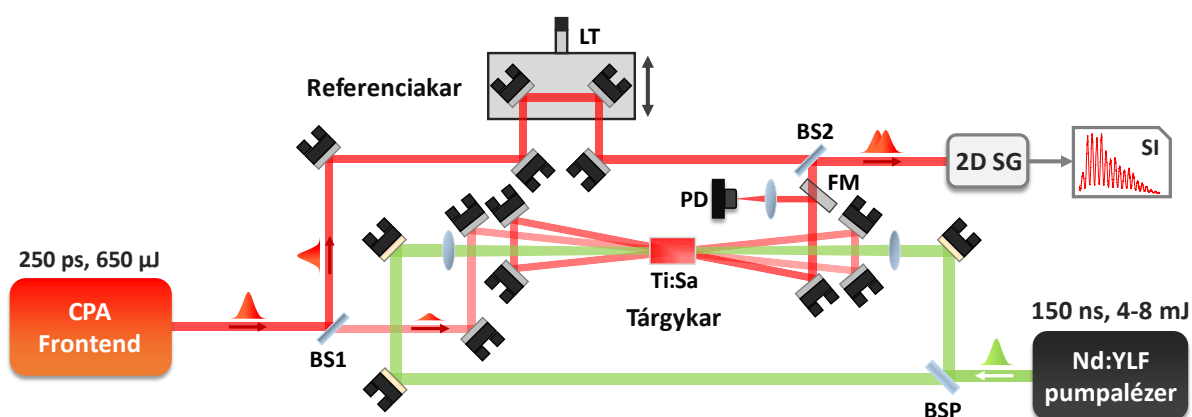 LT
Referenciakar
BS2
SI
2D SG
FM
PD
250 ps, 650 µJ
CPA
Frontend
BS1
Ti:Sa
Tárgykar
150 ns, 4-8 mJ
Nd:YLF
pumpalézer
BSP